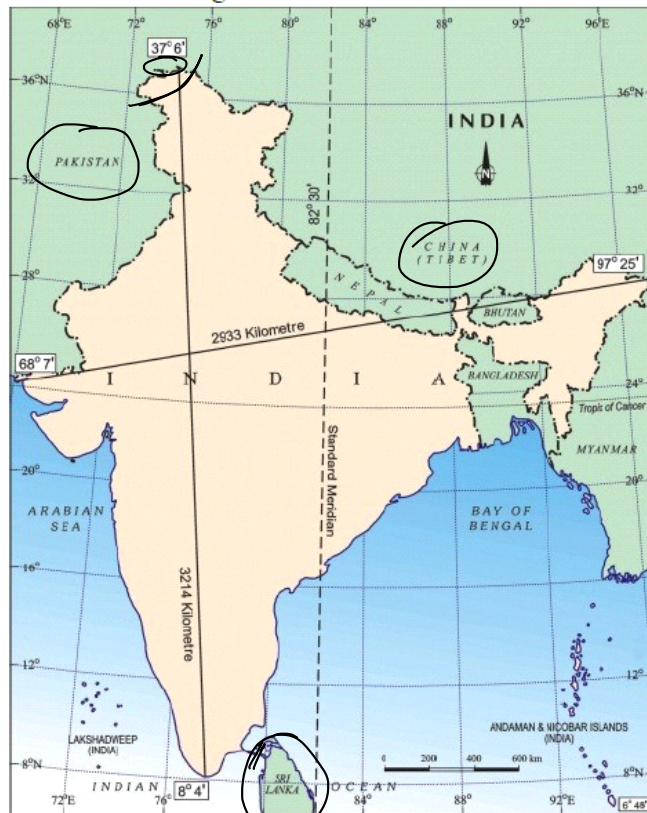 68°E 72° 76° 80° 84° 88° 92° 96°E
37° 6'
36°N 36°N
INDIA
N
PAKISTAN
32° 32°
82° 30'
CHINA
(TIBET)
97° 25'
28°
NEPAL
BHUTAN
2933 Kilometre
68° 7'
INDIA
BANGLADESH
24°
Tropis of Cancer
Standard Meridian
MYANMAR
20° 20°
ARABIAN
SEA
BAY OF
BENGAL
16° 16°
3214 Kilometre
12° 12°
LAKSHADWEEP
(INDIA)
ANDAMAN & NICOBAR ISLANDS
(INDIA)
8°N 8°N
0 200 400 600 km
SRI
LANKA
INDIAN OCEAN
8° 4'
72°E 76° 84° 88° 92°E
6° 45'